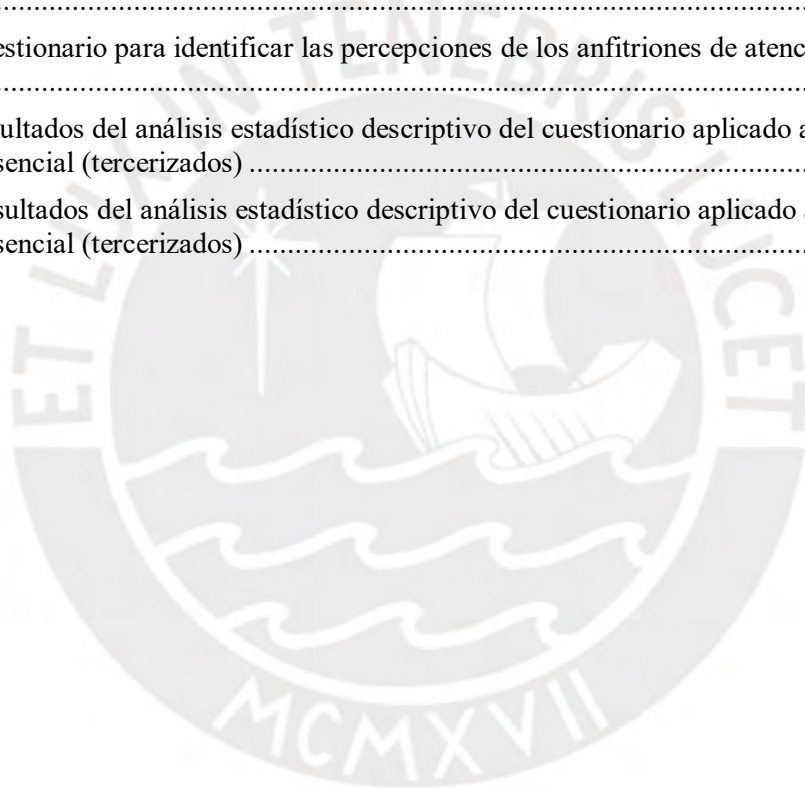 ................................................................................................................
estionario para identificar las percepciones de los anfitriones de atenc
................................................................................................................
ultados del análisis estadístico descriptivo del cuestionario aplicado a
sencial (tercerizados) ..........................................................................
sultados del análisis estadístico descriptivo del cuestionario aplicado a
sencial (tercerizados) ..........................................................................
ET LUX IN TENEBRIS LUCET
MCMXVII